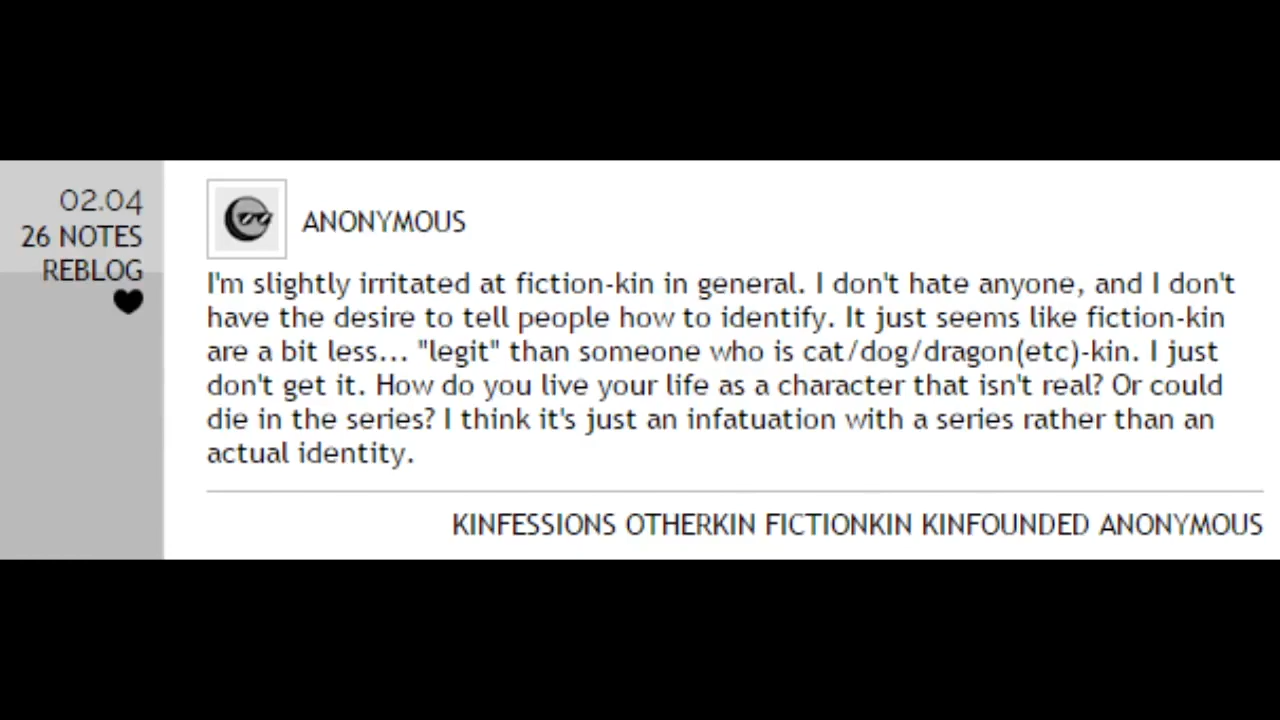 02.04
26 NOTES
REBLOG
ANONYMOUS
I'm slightly irritated at fiction-kin in general. I don't hate anyone, and I don't
have the desire to tell people how to identify. It just seems like fiction-kin
are a bit less... "legit" than someone who is cat/dog/dragon(etc)-kin. I just
don't get it. How do you live your life as a character that isn't real? Or could
die in the series? I think it's just an infatuation with a series rather than an
actual identity.
KINFESSIONS OTHERKIN FICTIONKIN KINFOUNDED ANONYMOUS